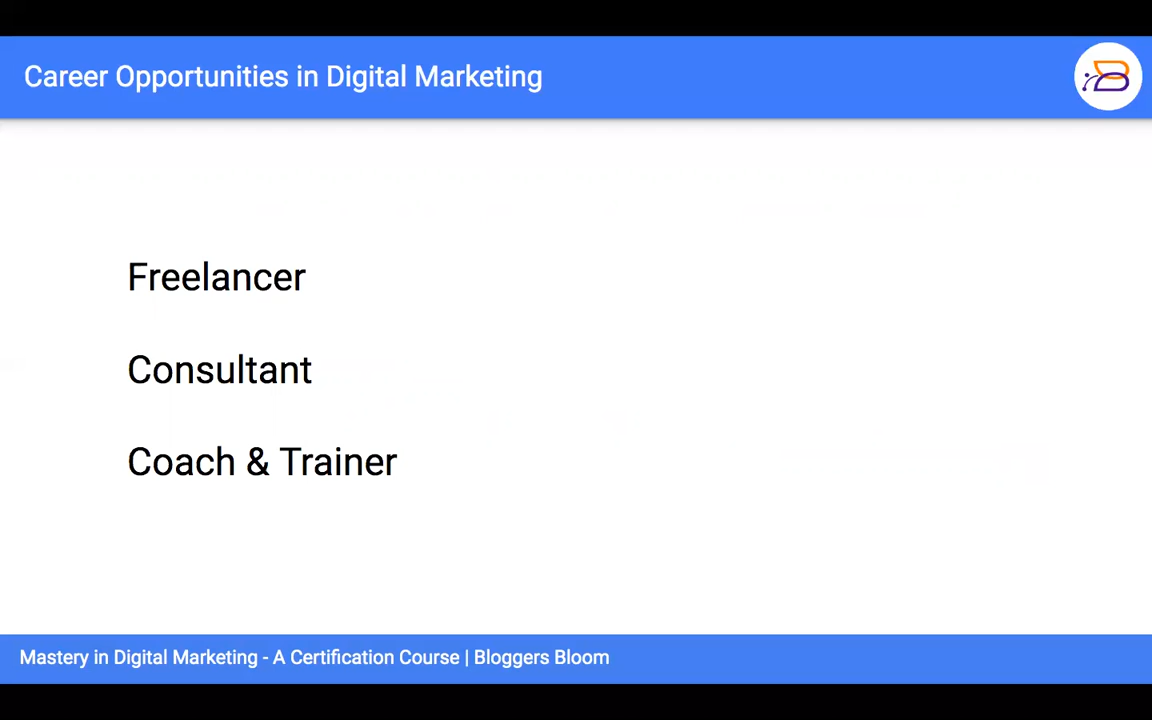 Career Opportunities in Digital Marketing
Freelancer
Consultant
Coach & Trainer
Mastery in Digital Marketing - A Certification Course | Bloggers Bloom